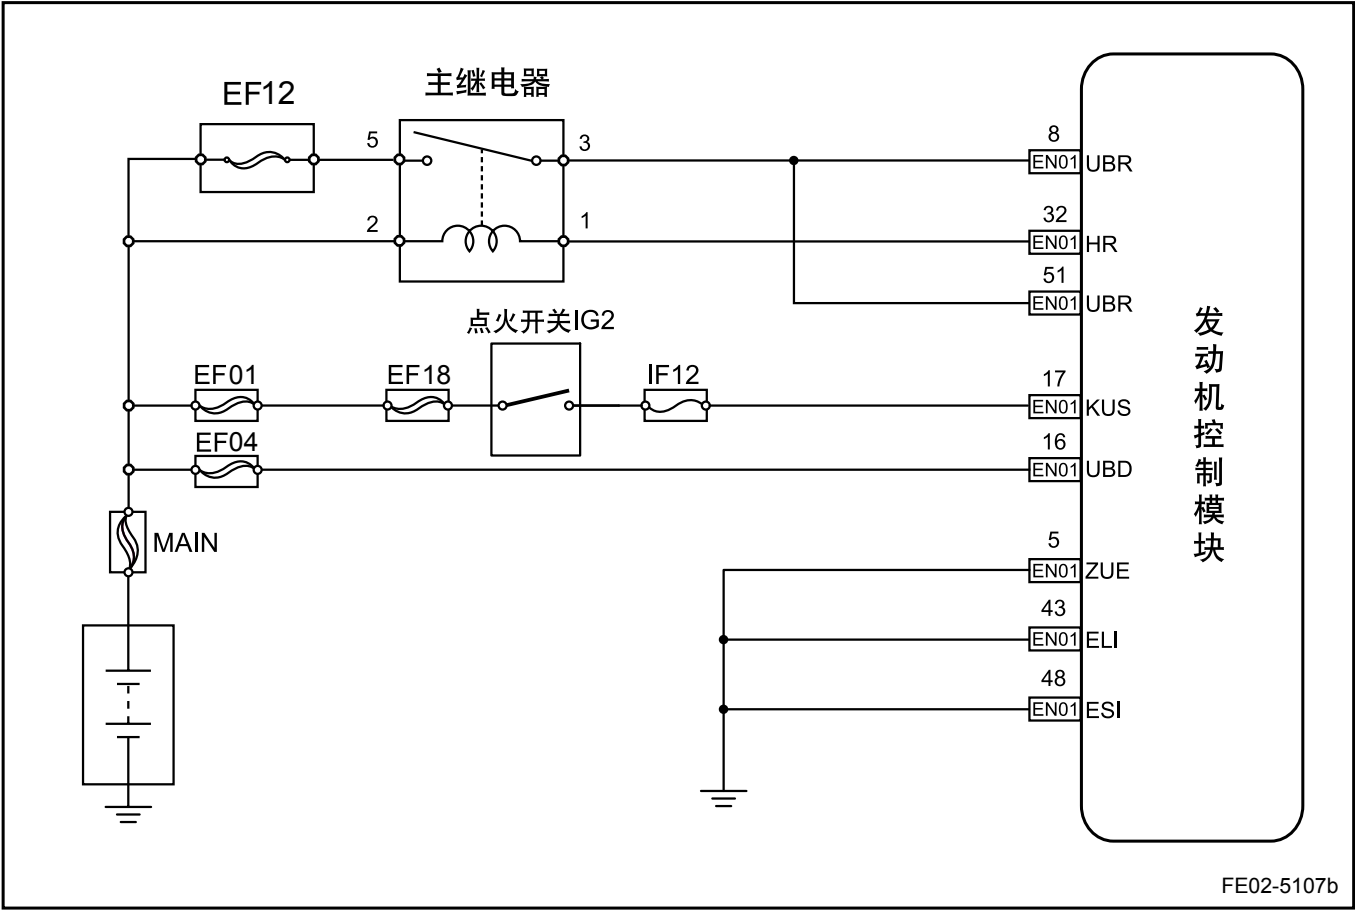 主继电器
EF12
5
3
8
EN01 UBR
2
1
32
EN01 HR
51
EN01 UBR
点火开关IG2
EF01
EF18
IF12
17
EN01 KUS
EF04
16
EN01 UBD
MAIN
5
EN01 ZUE
43
EN01 ELI
48
EN01 ESI
发动机控制模块
FE02-5107b